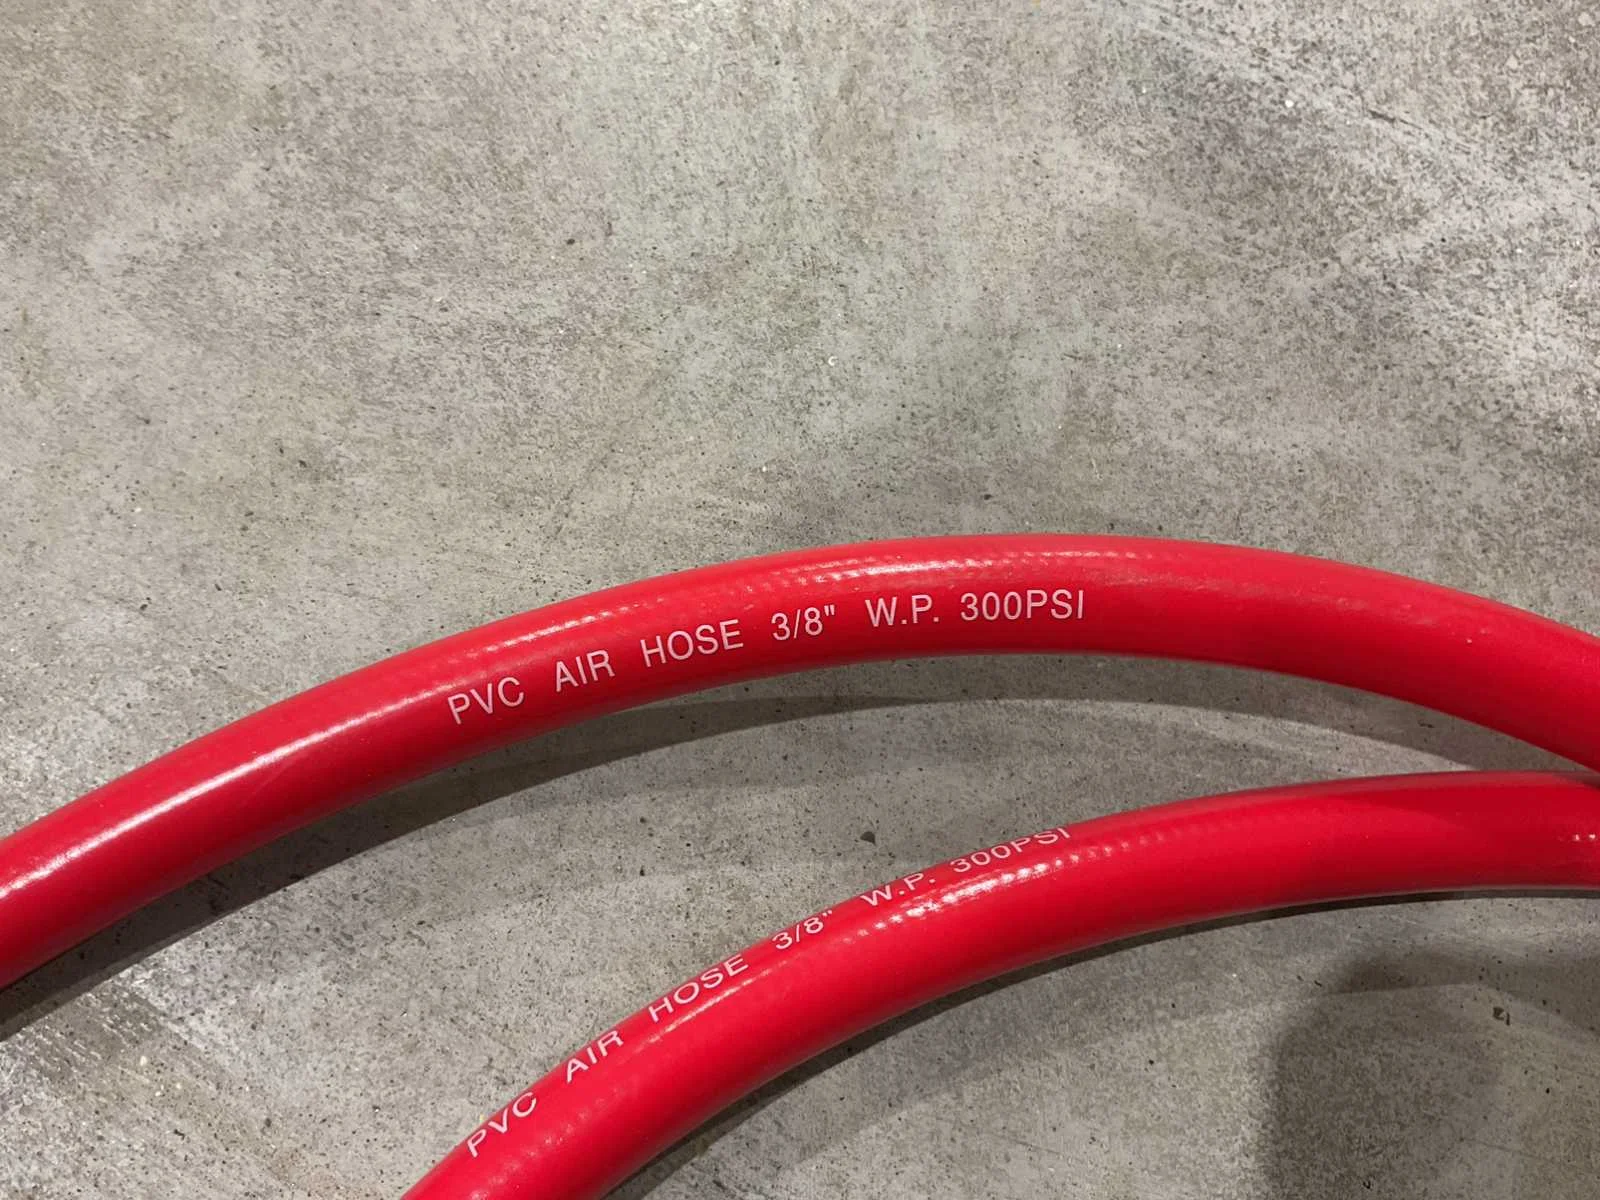 PVC AIR HOSE 3/8" W.P. 300PSI
PVC AIR HOSE 3/8" W.P. 300PSI